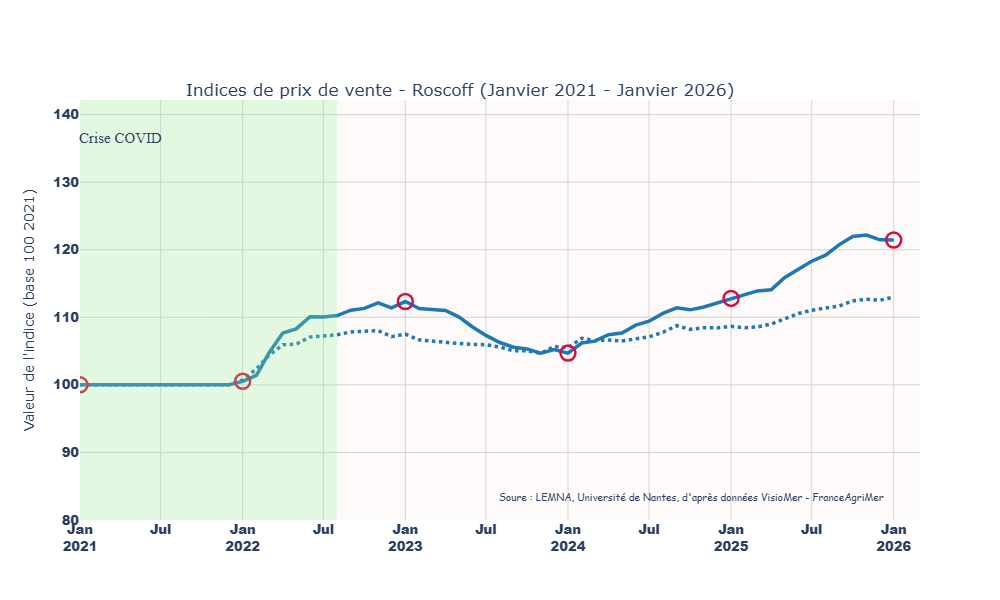 Indices de prix de vente - Roscoff (Janvier 2021 - Janvier 2026)
Valeur de l'indice (base 100 2021)
140
Crise COVID
130
120
110
100
90
80
Soure : LEMNA, Université de Nantes, d'après données VisioMer - FranceAgriMer
Jan Jul Jan Jul Jan Jul Jan Jul Jan Jul Jan
2021 2022 2023 2024 2025 2026